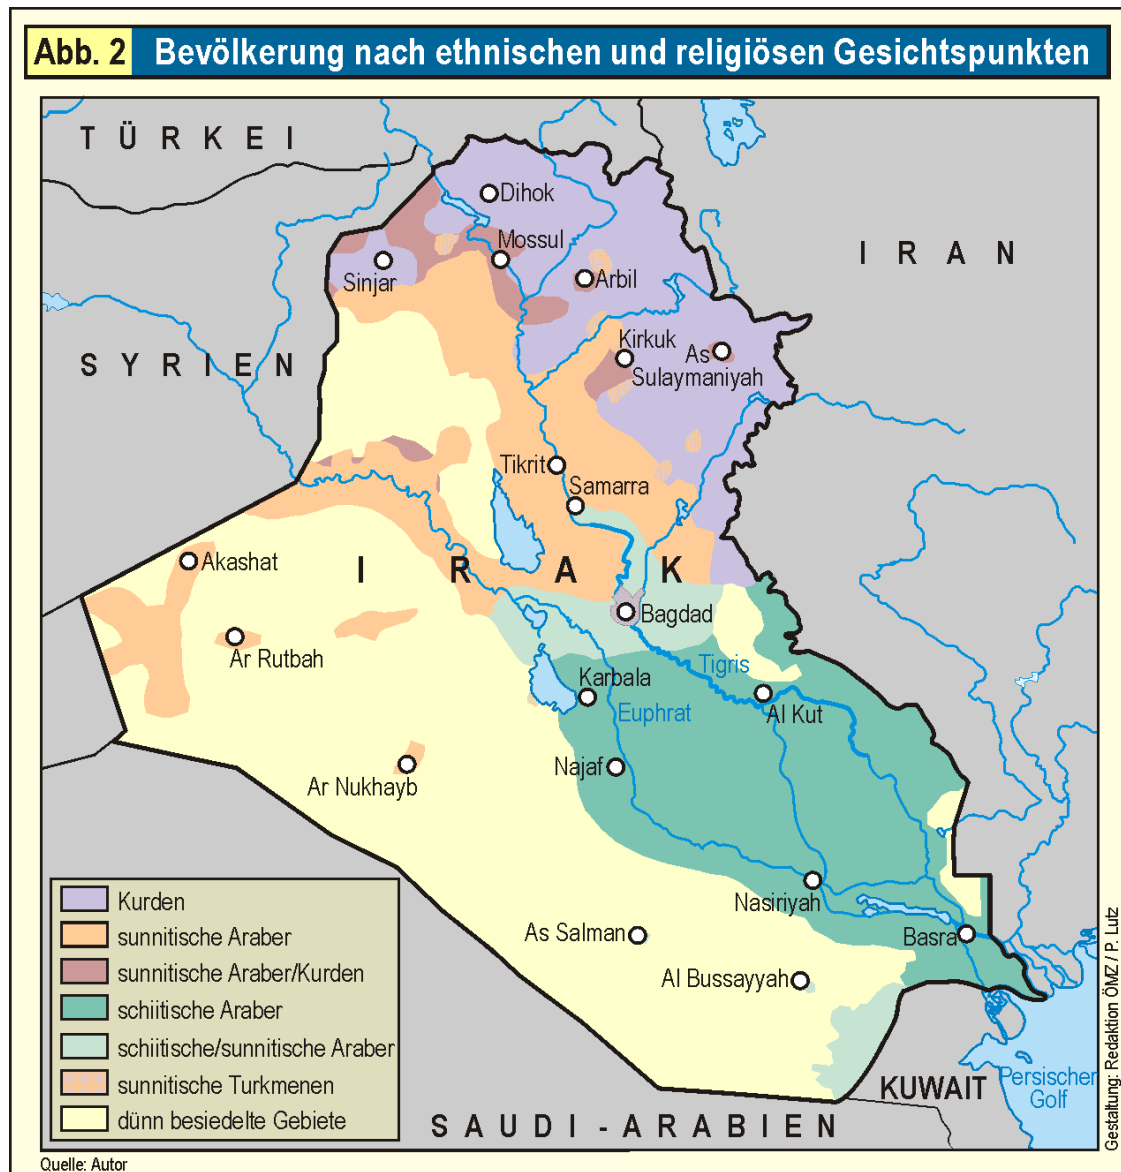 Abb. 2 Bevölkerung nach ethnischen und religiösen Gesichtspunkten
TÜRKEI
IRAN
SYRIEN
Dihok
Mossul
Sinjar
Arbil
Kirkuk
As
Sulaymaniyah
Tikrit
Samarra
IRAK
Akashat
Bagdad
Ar Rutbah
Tigris
Karbala
Euphrat
Al Kut
Najaf
Ar Nukhayb
Nasiriyah
As Salman
Basra
Al Bussayyah
KUWAIT
Persischer
Golf
SAUDI-ARABIEN
Kurden
sunnitische Araber
sunnitische Araber/Kurden
schiitische Araber
schiitische/sunnitische Araber
sunnitische Turkmenen
dünn besiedelte Gebiete
Quelle: Autor
Gestaltung: Redaktion ÖMZ / P. Lutz